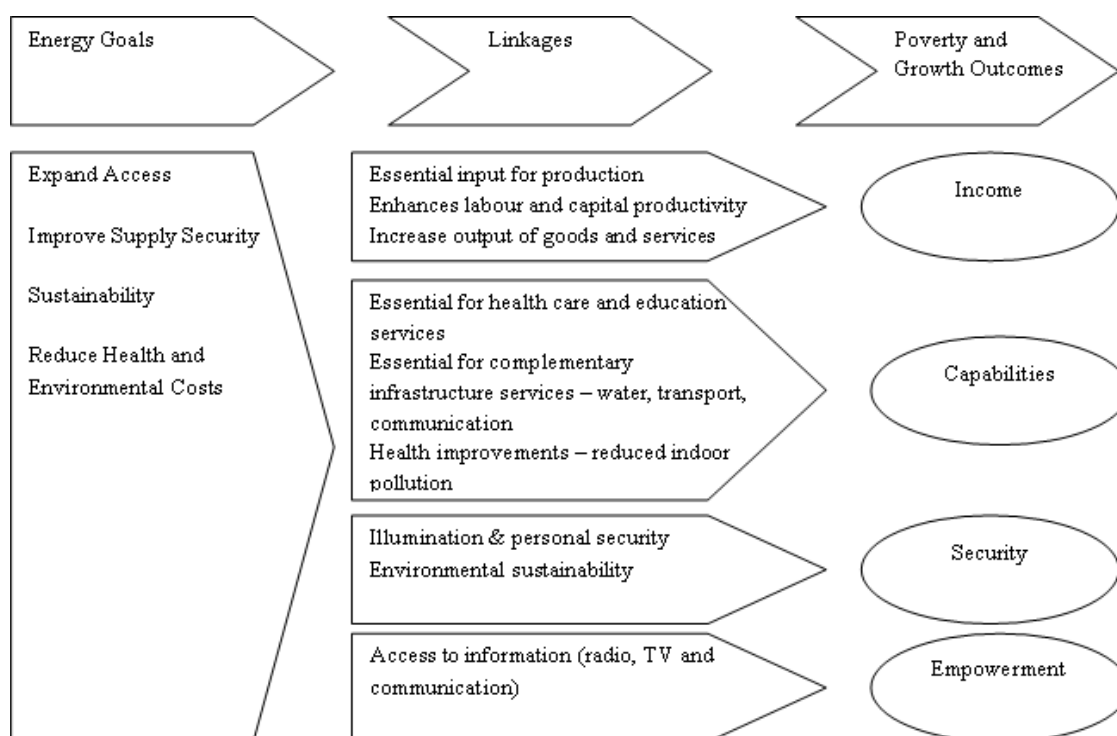 Energy Goals
Linkages
Poverty and
Growth Outcomes
Expand Access
Improve Supply Security
Sustainability
Reduce Health and
Environmental Costs
Essential input for production
Enhances labour and capital productivity
Increase output of goods and services
Income
Essential for health care and education
services
Essential for complementary
infrastructure services – water, transport,
communication
Health improvements – reduced indoor
pollution
Capabilities
Illumination & personal security
Environmental sustainability
Security
Access to information (radio, TV and
communication)
Empowerment